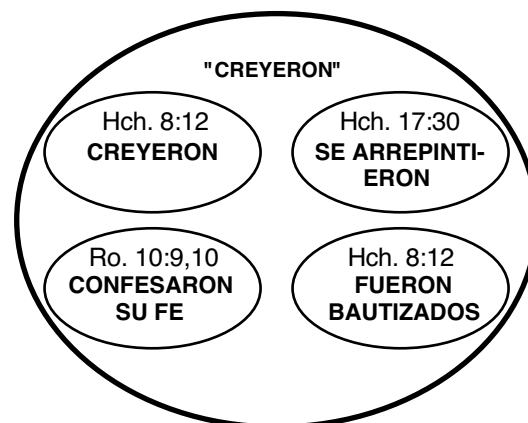 "CREYERON"
Hch. 8:12
CREYERON
Hch. 17:30
SE ARREPINTI-
ERON
Ro. 10:9,10
CONFESARON
SU FE
Hch. 8:12
FUERON
BAUTIZADOS